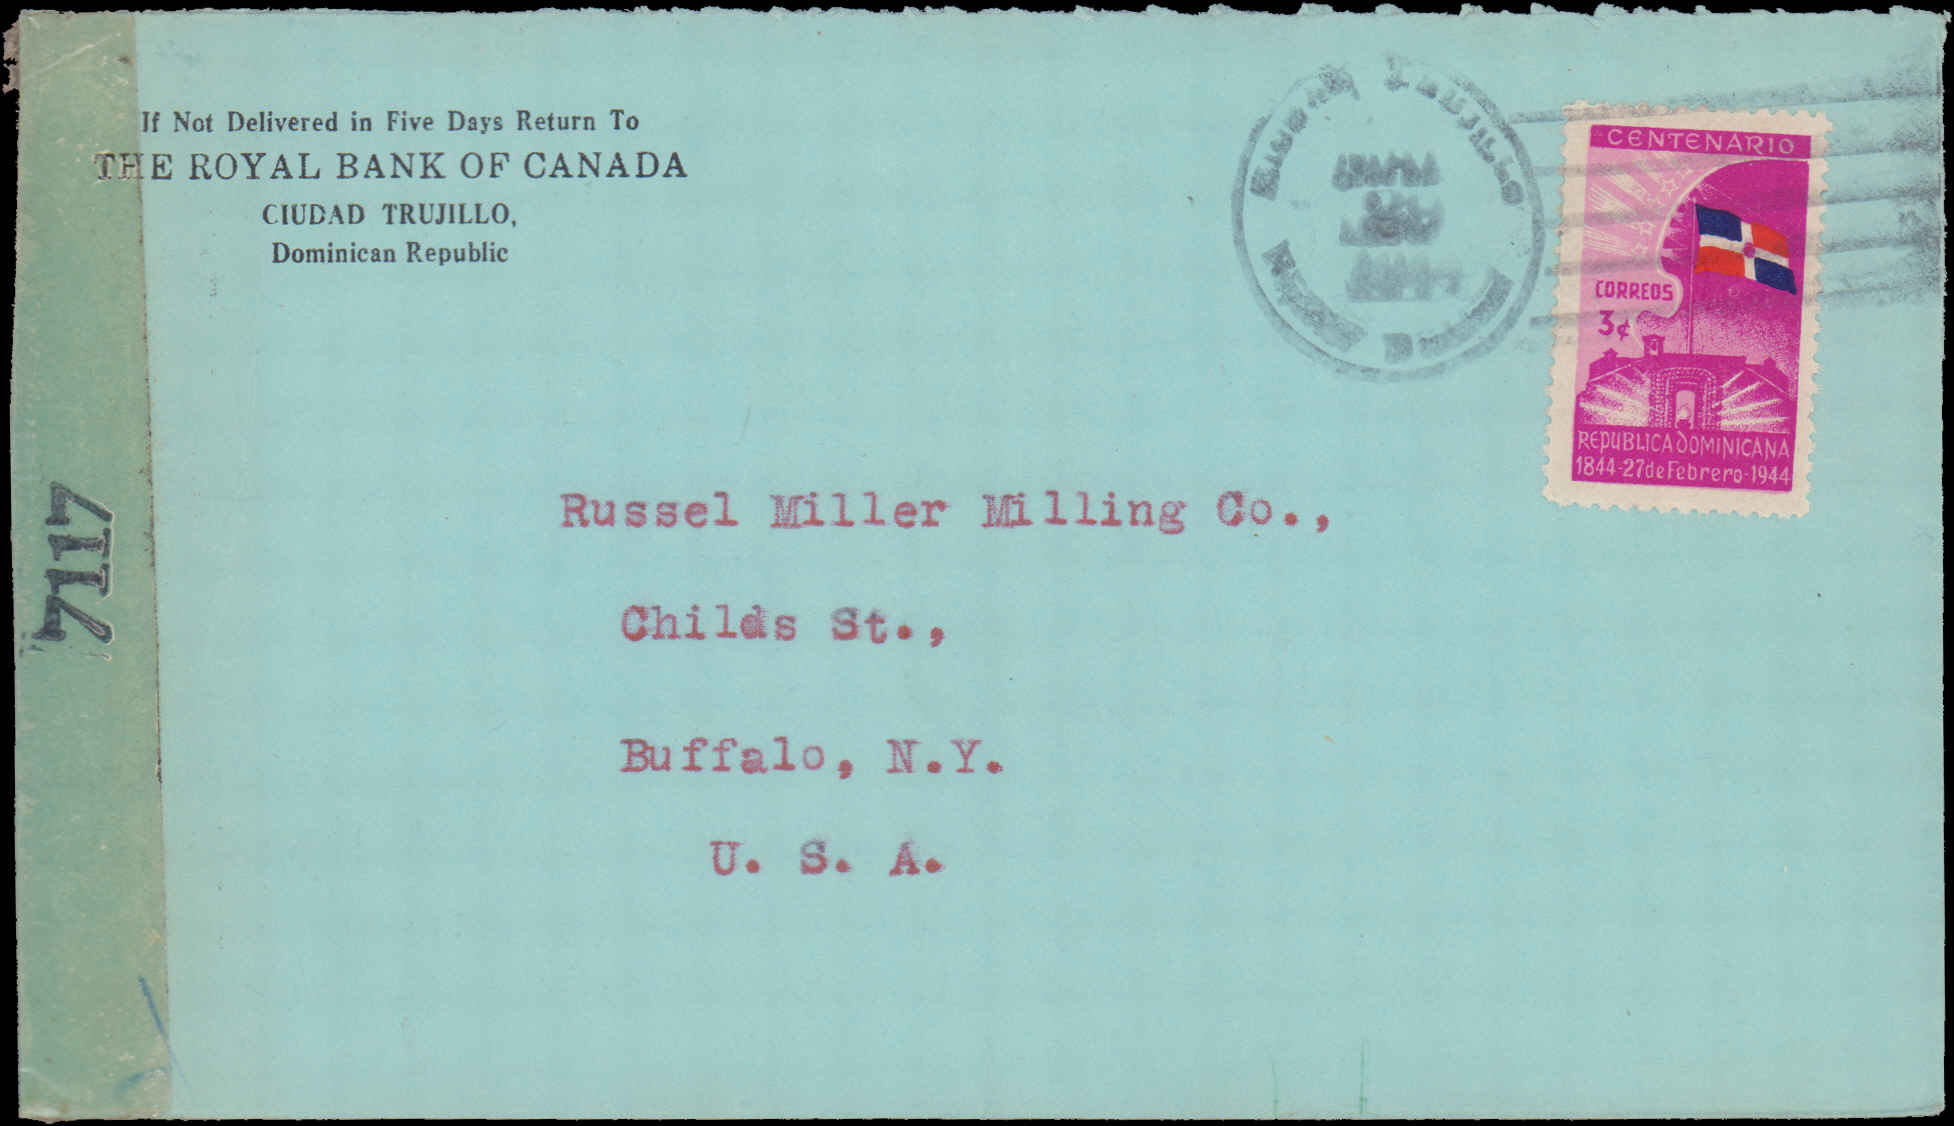 If Not Delivered in Five Days Return To
THE ROYAL BANK OF CANADA
CIUDAD TRUJILLO,
Dominican Republic
CENTENARIO
CORREOS
3¢
REPUBLICA DOMINICANA
1844-27 de Febrero-1944
7117
Russel Miller Milling Co.,
Childs St.,
Buffalo, N.Y.
U. S. A.